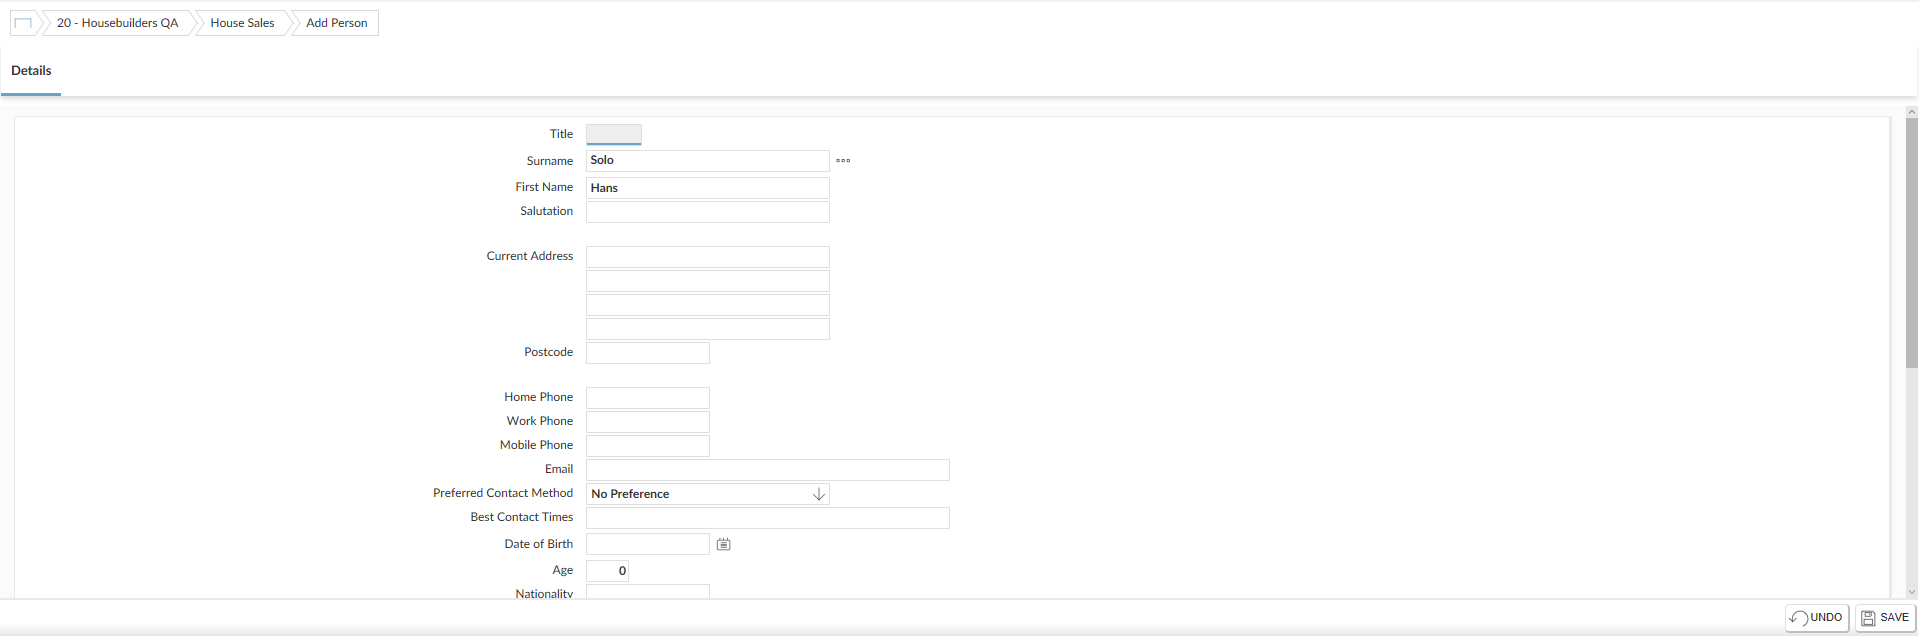 20 - Housebuilders QA House Sales Add Person
Details
Title
Surname Solo
First Name Hans
Salutation
Current Address
Postcode
Home Phone
Work Phone
Mobile Phone
Email
Preferred Contact Method No Preference
Best Contact Times
Date of Birth
Age 0
Nationality
UNDO SAVE